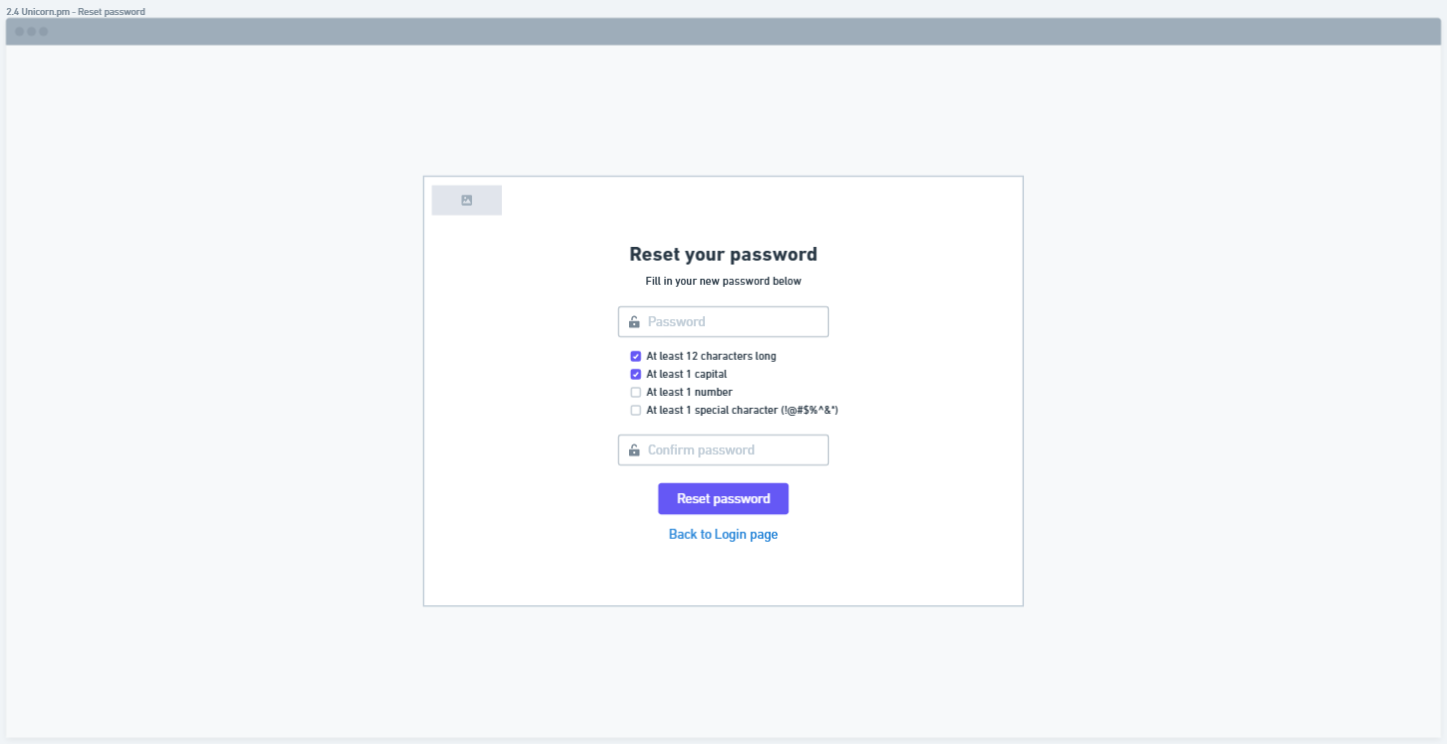 2.4 Unicorn.pm - Reset password
Reset your password
Fill in your new password below
Password
At least 12 characters long
At least 1 capital
At least 1 number
At least 1 special character (!@#$%^&*)
Confirm password
Reset password
Back to Login page